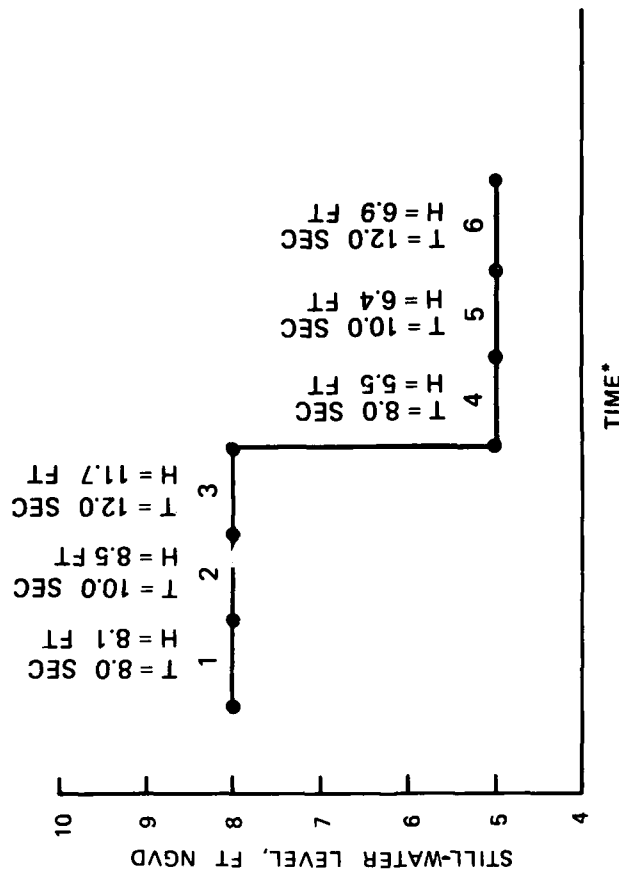 STILL-WATER LEVEL, FT NGVD
10
9
8
7
6
5
4
T = 8.0 SEC
H = 8.1 FT
1
T = 10.0 SEC
H = 8.5 FT
2
T = 12.0 SEC
H = 11.7 FT
3
T = 8.0 SEC
H = 5.5 FT
4
T = 10.0 SEC
H = 6.4 FT
5
T = 12.0 SEC
H = 6.9 FT
6
TIME*